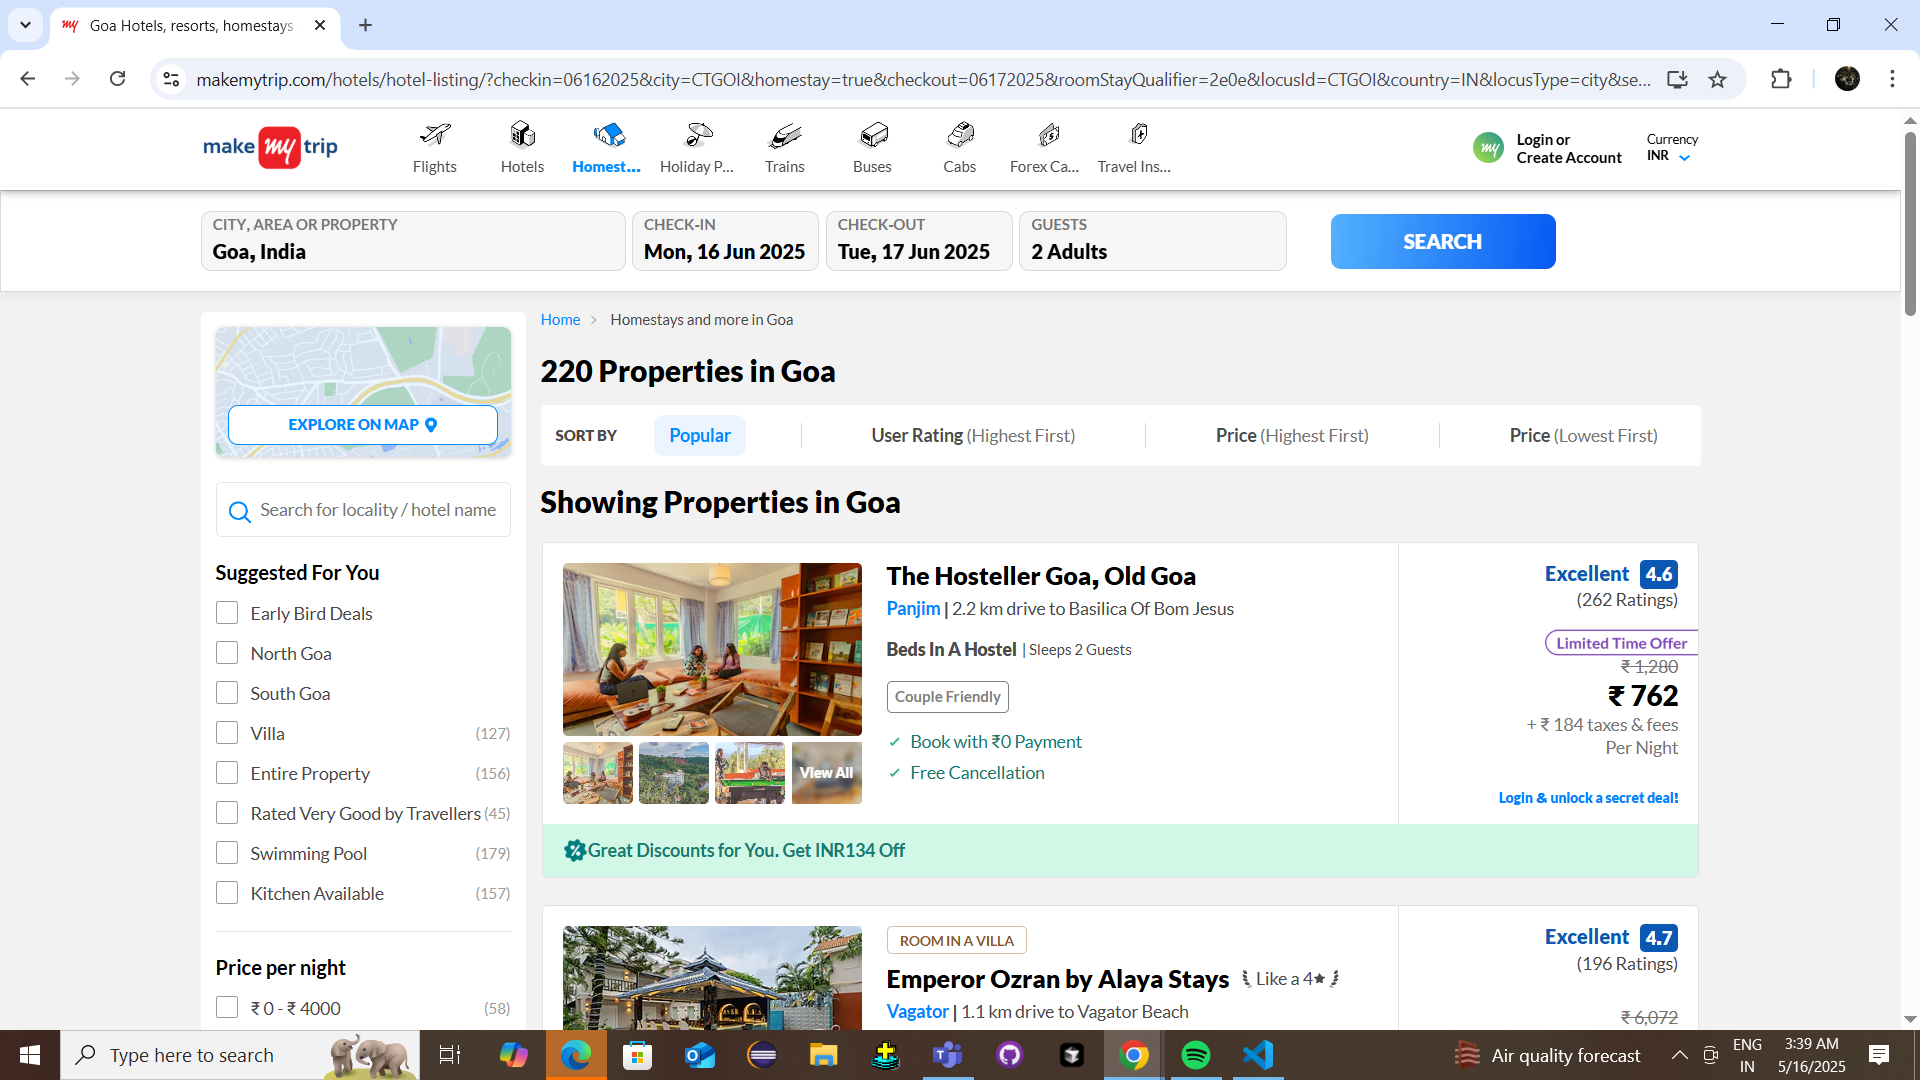 Goa Hotels, resorts, homestays
makemytrip.com/hotels/hotel-listing/?checkin=06162025&city=CTGOI&homestay=true&checkout=06172025&roomStayQualifier=2e0e&locusId=CTGOI&country=IN&locusType=city&se...
make my trip
Flights
Hotels
Homest...
Holiday P...
Trains
Buses
Cabs
Forex Ca...
Travel Ins...
my
Login or
Create Account
Currency
INR
CITY, AREA OR PROPERTY
Goa, India
CHECK-IN
Mon, 16 Jun 2025
CHECK-OUT
Tue, 17 Jun 2025
GUESTS
2 Adults
SEARCH
EXPLORE ON MAP
Search for locality / hotel name
Suggested For You
Early Bird Deals
North Goa
South Goa
Villa (127)
Entire Property (156)
Rated Very Good by Travellers (45)
Swimming Pool (179)
Kitchen Available (157)
Price per night
₹ 0 - ₹ 4000 (58)
Home > Homestays and more in Goa
220 Properties in Goa
SORT BY Popular User Rating (Highest First) Price (Highest First) Price (Lowest First)
Showing Properties in Goa
The Hosteller Goa, Old Goa
Panjim | 2.2 km drive to Basilica Of Bom Jesus
Beds In A Hostel | Sleeps 2 Guests
Couple Friendly
Book with ₹0 Payment
Free Cancellation
View All
Excellent 4.6
(262 Ratings)
Limited Time Offer
₹ 1,280
₹ 762
+ ₹ 184 taxes & fees
Per Night
Login & unlock a secret deal!
Great Discounts for You. Get INR134 Off
ROOM IN A VILLA
Emperor Ozran by Alaya Stays Like a 4★
Vagator | 1.1 km drive to Vagator Beach
Excellent 4.7
(196 Ratings)
₹ 6,072
Type here to search
Air quality forecast
ENG
IN
3:39 AM
5/16/2025